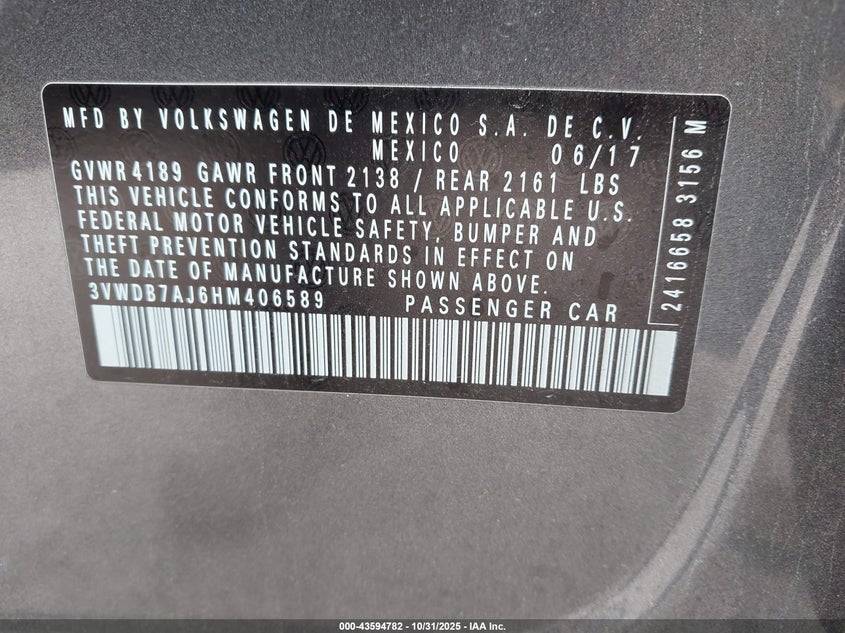 MFD BY VOLKSWAGEN DE MEXICO S.A. DE C.V.
MEXICO 06/17
GVWR 4189 GAWR FRONT 2138 / REAR 2161 LBS
THIS VEHICLE CONFORMS TO ALL APPLICABLE U.S.
FEDERAL MOTOR VEHICLE SAFETY, BUMPER AND
THEFT PREVENTION STANDARDS IN EFFECT ON
THE DATE OF MANUFACTURE SHOWN ABOVE.
3VWDB7AJ6HM406589 PASSENGER CAR
2416658 3156 M
000-43594782 - 10/31/2025 - IAA Inc.